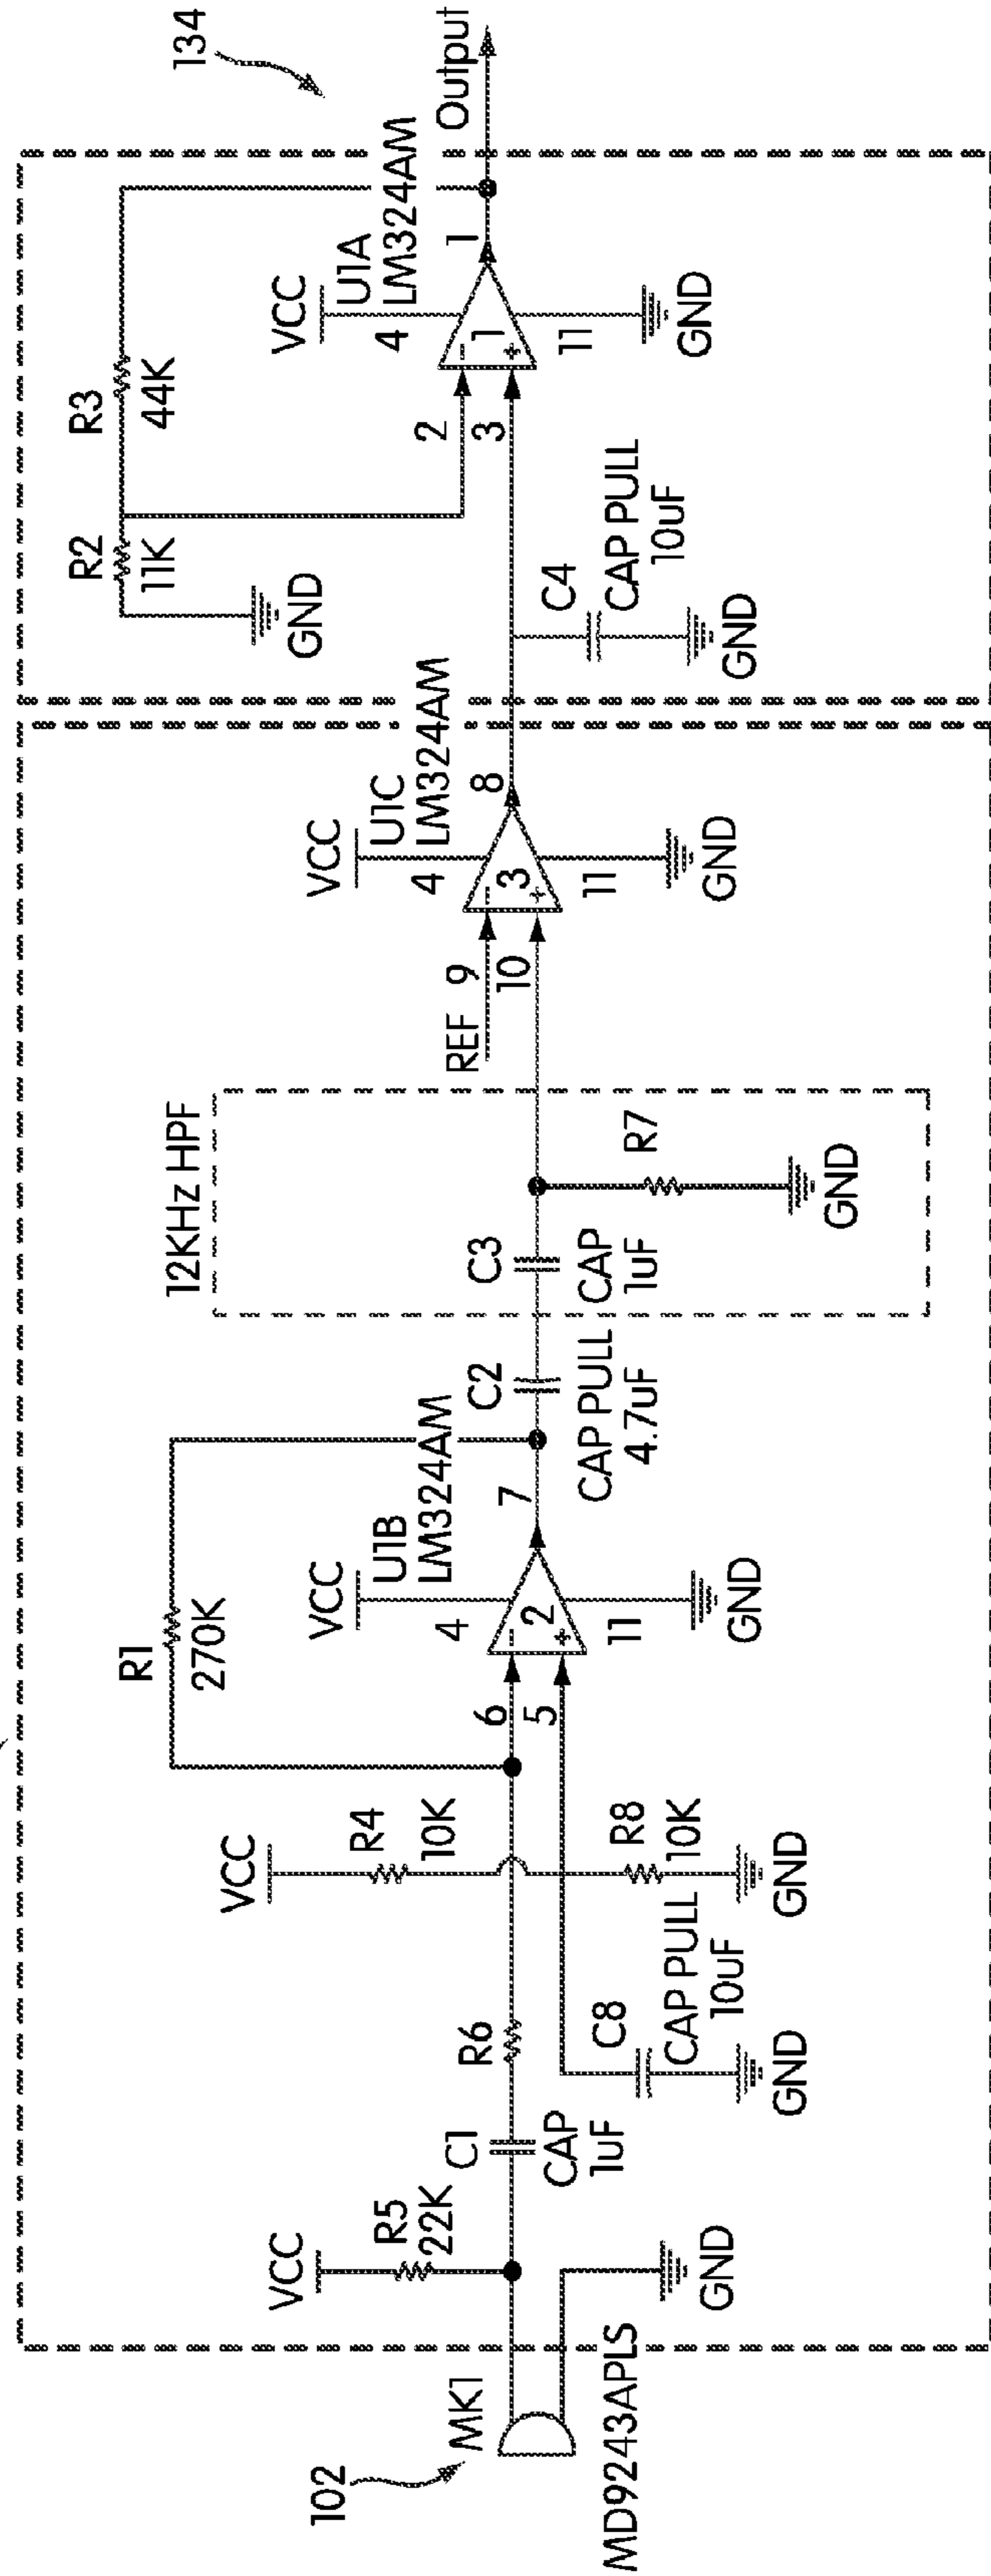 102
MK1
MD9243APLS
VCC
R5
22K
GND
C1
CAP
1uF
R6
C8
CAP PULL
10uF
GND
VCC
R4
10K
R8
10K
GND
R1
270K
6
5
VCC
4
U1B
LM324AM
2
-
+
7
11
GND
C2
CAP PULL
4.7uF
12KHz HPF
C3
CAP
1uF
R7
GND
REF 9
10
VCC
4
U1C
LM324AM
3
-
+
8
11
GND
C4
CAP PULL
10uF
GND
R2
11K
GND
R3
44K
2
3
VCC
4
U1A
LM324AM
1
-
+
1
11
GND
Output
134